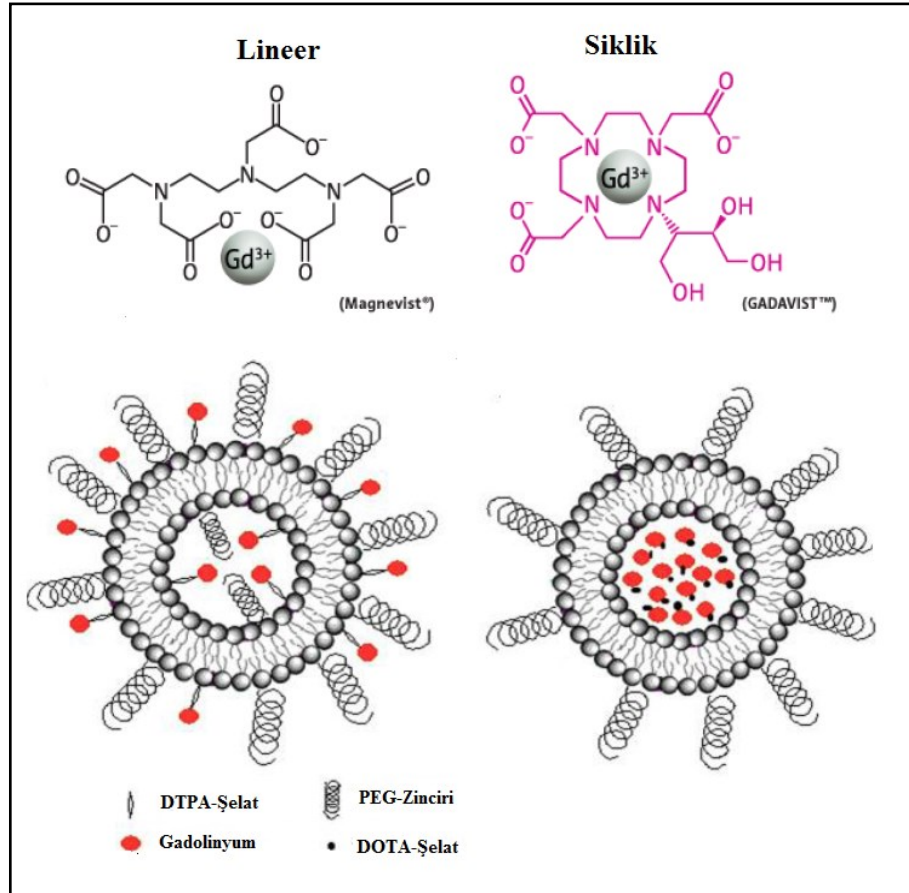 Lineer
Siklik
O
O⁻
O
O⁻
N
N
N
O
O⁻
O
O⁻
O⁻
O
O
O⁻
Gd³⁺
(Magnevist®)
O
O⁻
O
O⁻
N
N
Gd³⁺
N
N
O⁻
O
OH
OH
OH
(GADAVIST™)
DTPA-Şelat
PEG-Zinciri
Gadolinyum
DOTA-Şelat